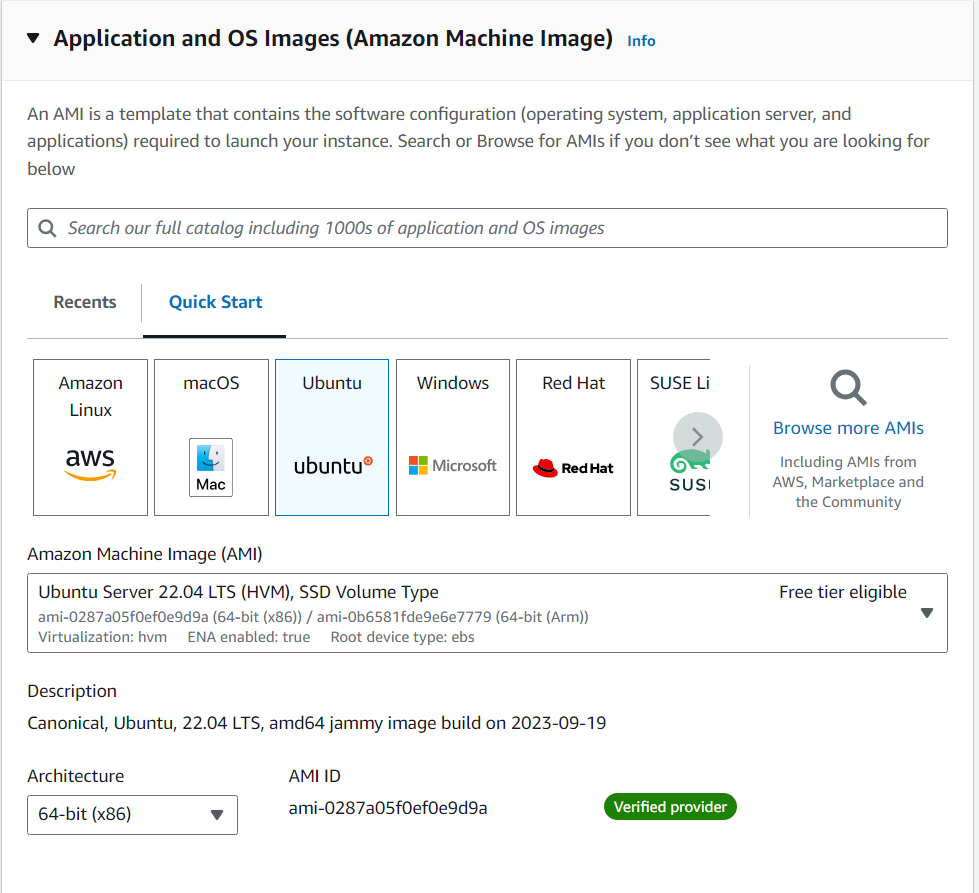 Application and OS Images (Amazon Machine Image) Info
An AMI is a template that contains the software configuration (operating system, application server, and
applications) required to launch your instance. Search or Browse for AMIs if you don’t see what you are looking for
below
Search our full catalog including 1000s of application and OS images
Recents
Quick Start
Amazon
Linux
aws
macOS
Mac
Ubuntu
ubuntu
Windows
Microsoft
Red Hat
Red Hat
SUSE Li
SUS
Browse more AMIs
Including AMIs from
AWS, Marketplace and
the Community
Amazon Machine Image (AMI)
Ubuntu Server 22.04 LTS (HVM), SSD Volume Type
Free tier eligible
ami-0287a05f0ef0e9d9a (64-bit (x86)) / ami-0b6581fde9e6e7779 (64-bit (Arm))
Virtualization: hvm ENA enabled: true Root device type: ebs
Description
Canonical, Ubuntu, 22.04 LTS, amd64 jammy image build on 2023-09-19
Architecture
64-bit (x86)
AMI ID
ami-0287a05f0ef0e9d9a
Verified provider